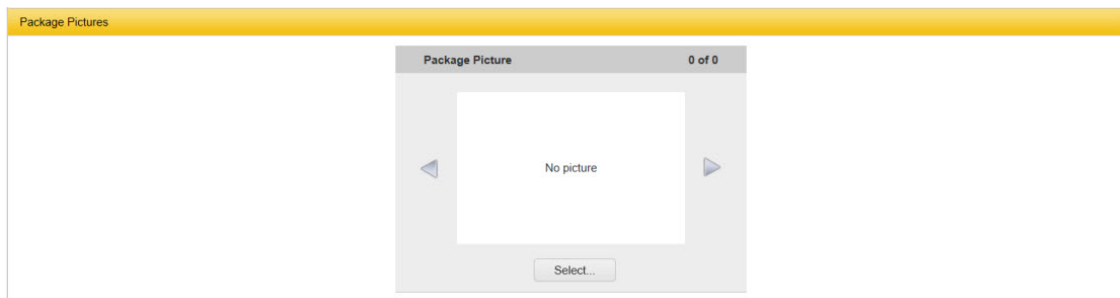 Package Pictures
Package Picture 0 of 0
No picture
Select...